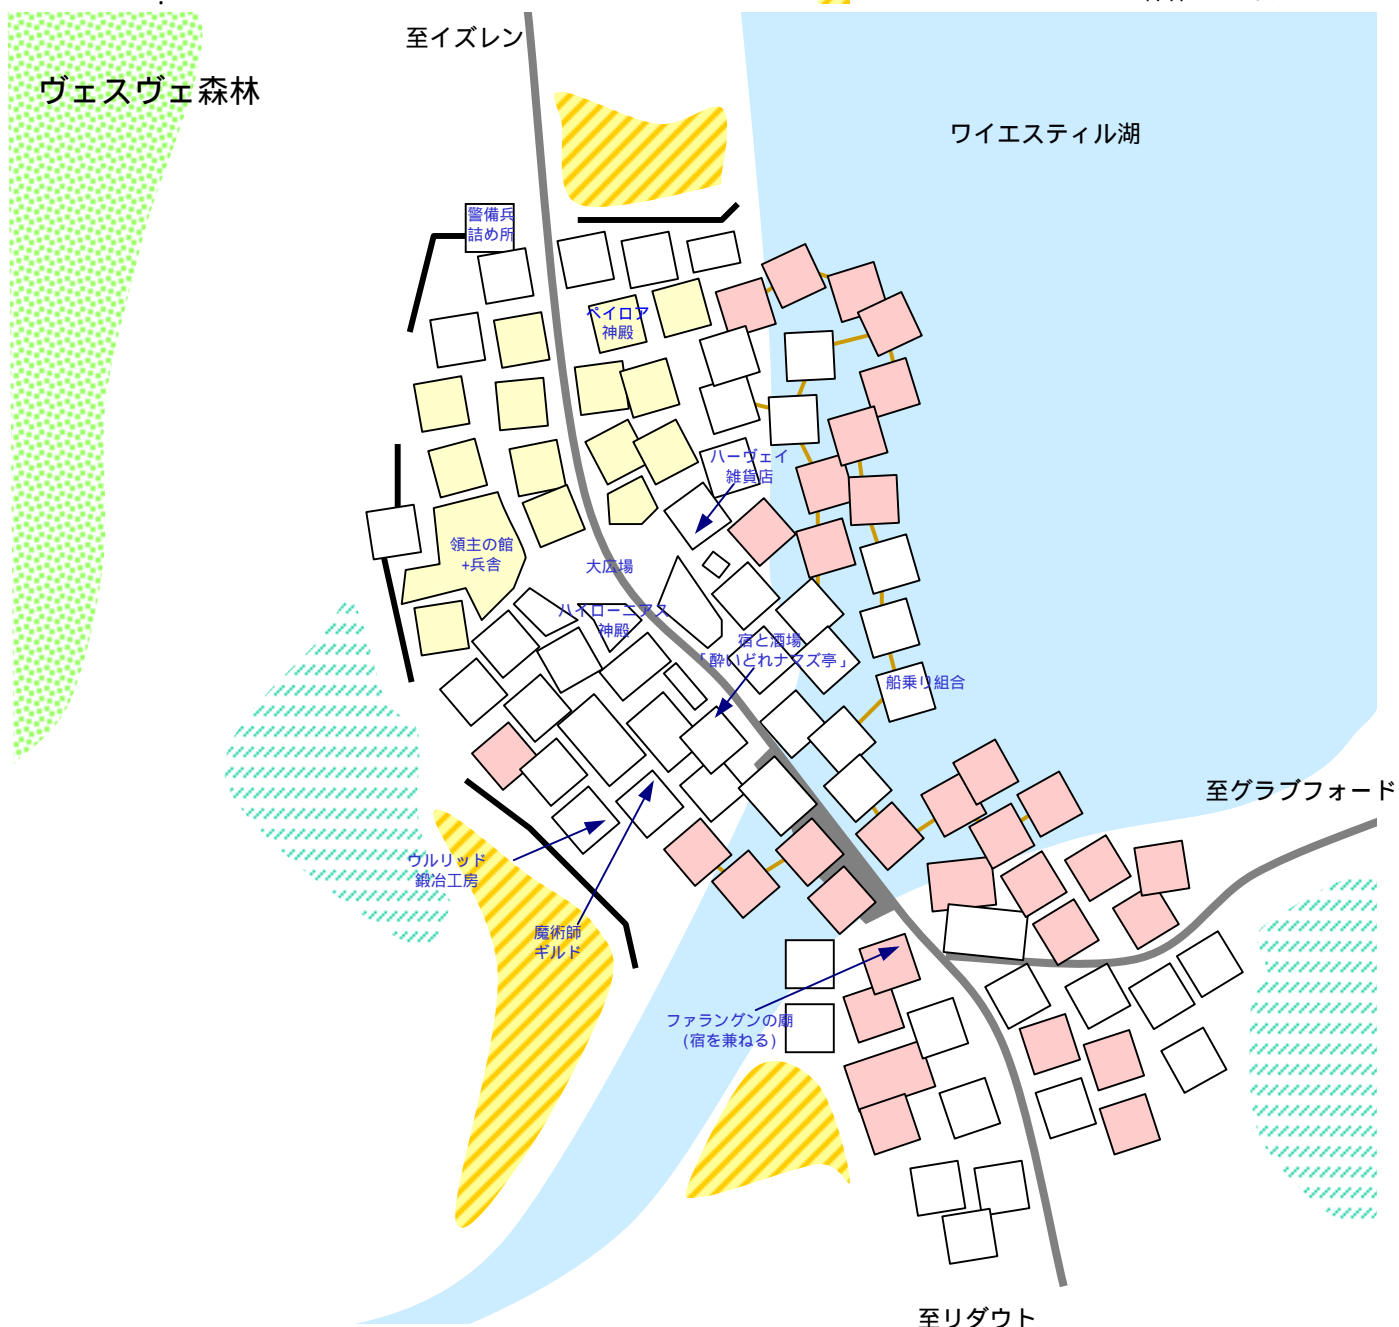 至イズレン
ヴェスヴェ森林
ワイエスティル湖
警備兵
詰め所
ペイロア
神殿
ハーヴェイ
雑貨店
領主の館
+兵舎
大広場
ハイローニアス
神殿
宿と酒場
「酔いどれナマズ亭」
船乗り組合
至グラブフォード
ウルリッド
鍛冶工房
魔術師
ギルド
ファラングンの廟
(宿を兼ねる)
至リダウト